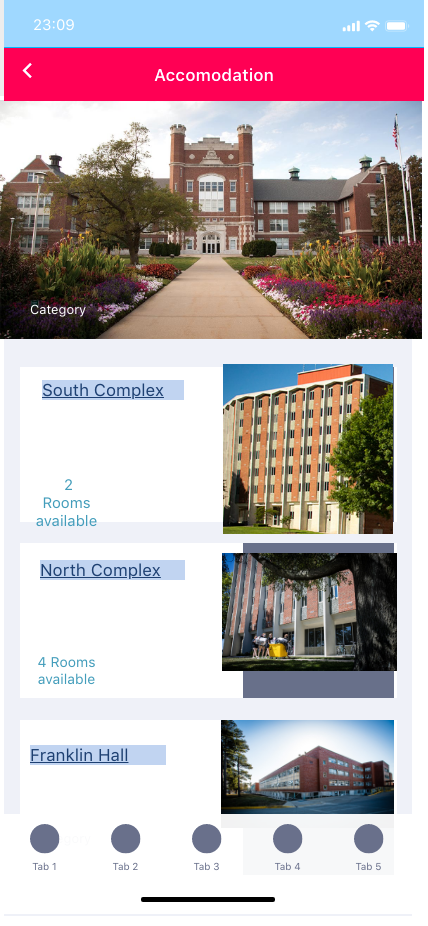 23:09
Accomodation
Category
South Complex
2
Rooms
available
North Complex
4 Rooms
available
Franklin Hall
Tab 1
Tab 2
Tab 3
Tab 4
Tab 5